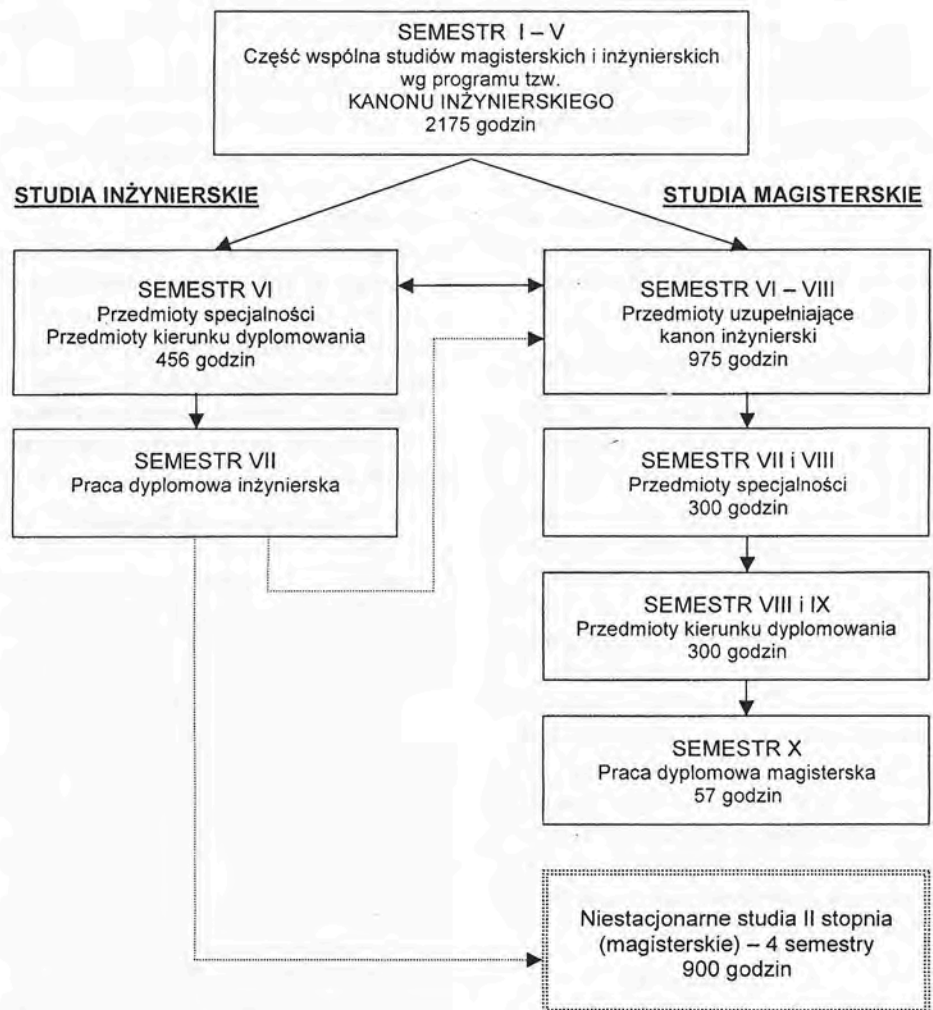 SEMESTR I – V
Część wspólna studiów magisterskich i inżynierskich
wg programu tzw.
KANONU INŻYNIERSKIEGO
2175 godzin
STUDIA INŻYNIERSKIE
STUDIA MAGISTERSKIE
SEMESTR VI
Przedmioty specjalności
Przedmioty kierunku dyplomowania
456 godzin
SEMESTR VI – VIII
Przedmioty uzupełniające
kanon inżynierski
975 godzin
SEMESTR VII
Praca dyplomowa inżynierska
SEMESTR VII i VIII
Przedmioty specjalności
300 godzin
SEMESTR VIII i IX
Przedmioty kierunku dyplomowania
300 godzin
SEMESTR X
Praca dyplomowa magisterska
57 godzin
Niestacjonarne studia II stopnia
(magisterskie) – 4 semestry
900 godzin